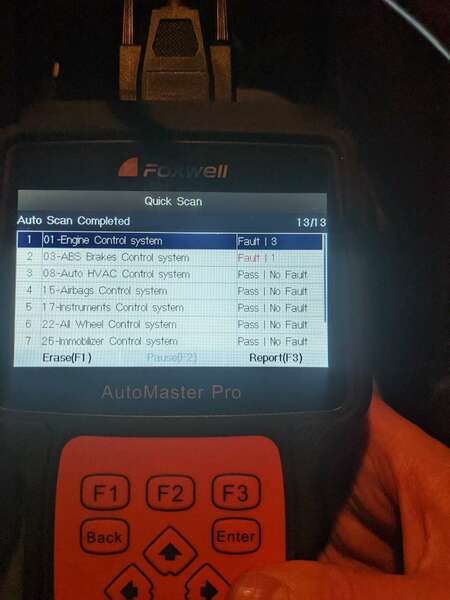 FOXWELL
Quick Scan
Auto Scan Completed 13/13
1 01-Engine Control system Fault | 3
2 03-ABS Brakes Control system Fault | 1
3 08-Auto HVAC Control system Pass | No Fault
4 15-Airbags Control system Pass | No Fault
5 17-Instruments Control system Pass | No Fault
6 22-All Wheel Control system Pass | No Fault
7 25-Immobilizer Control system Pass | No Fault
Erase(F1) Pause(F2) Report(F3)
AutoMaster Pro
F1 F2 F3
Back Enter